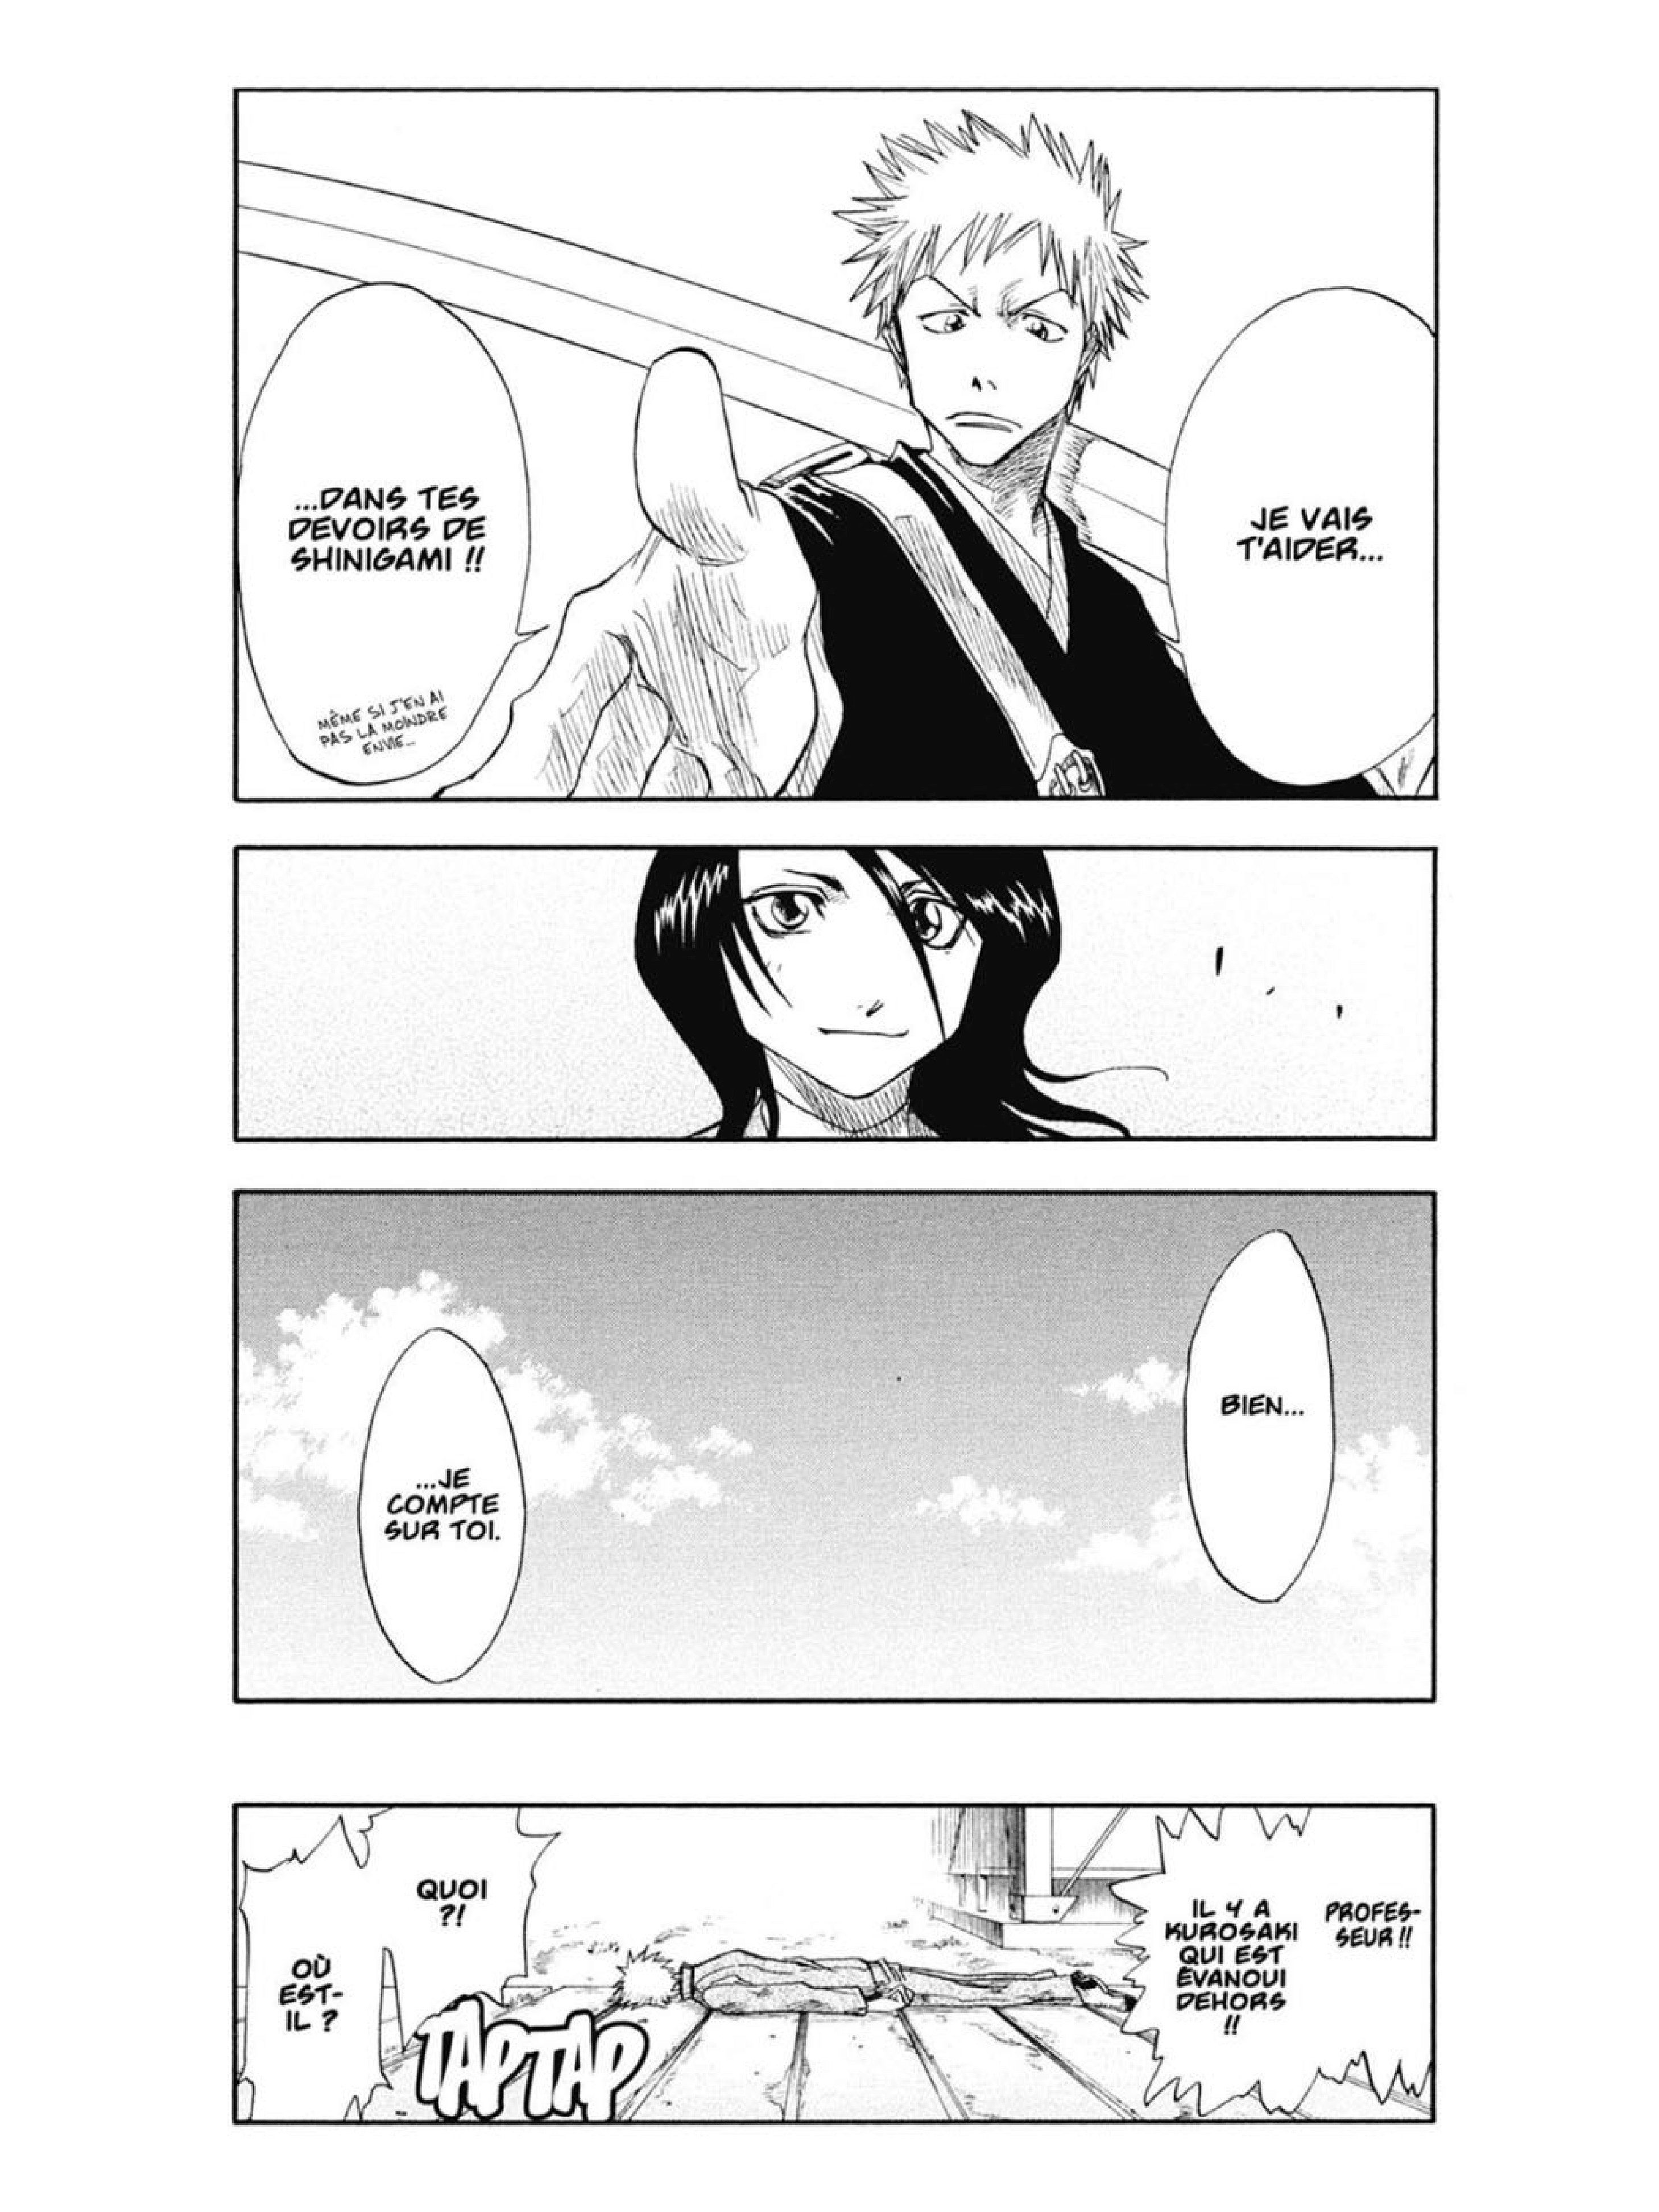 JE VAIS
T'AIDER...
...DANS TES
DEVOIRS DE
SHINIGAMI !!
MÊME SI J'EN AI
PAS LA MOINDRE
ENVIE...
BIEN...
...JE
COMPTE
SUR TOI.
PROFES-
SEUR !!
IL Y A
KUROSAKI
QUI EST
ÉVANOUI
DEHORS
!!
QUOI
?!
OÙ
EST-
IL ?
TAPTAP